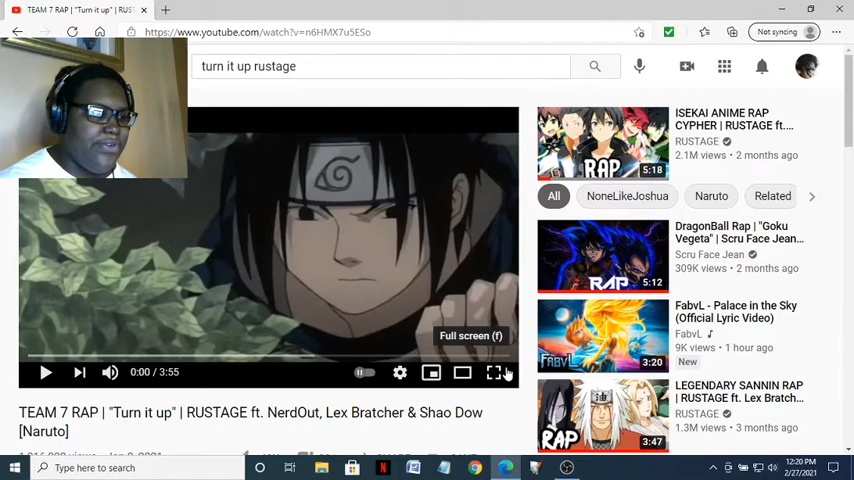 TEAM 7 RAP | "Turn it up" | RUS
https://www.youtube.com/watch?v=n6HMX7u5ESo
Not syncing
turn it up rustage
Full screen (f)
0:00 / 3:55
TEAM 7 RAP | "Turn it up" | RUSTAGE ft. NerdOut, Lex Bratcher & Shao Dow
[Naruto]
RAP
5:18
ISEKAI ANIME RAP
CYPHER | RUSTAGE ft....
RUSTAGE
2.1M views • 2 months ago
All
NoneLikeJoshua
Naruto
Related
RAP
5:12
DragonBall Rap | "Goku
Vegeta" | Scru Face Jean...
Scru Face Jean
309K views • 2 months ago
3:20
FabvL - Palace in the Sky
(Official Lyric Video)
FabvL
9K views • 1 hour ago
New
油
RAP
3:47
LEGENDARY SANNIN RAP
| RUSTAGE ft. Lex Bratch...
RUSTAGE
1.3M views • 3 months ago
Type here to search
12:20 PM
2/27/2021